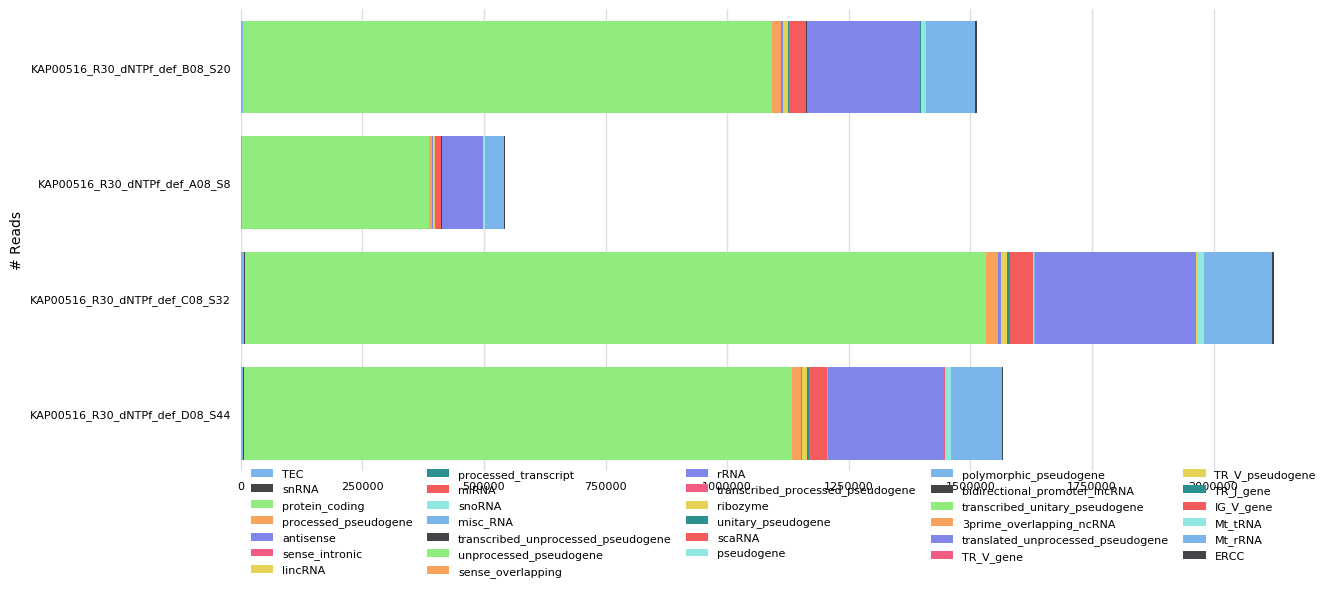 # Reads
KAP00516_R30_dNTPf_def_B08_S20
KAP00516_R30_dNTPf_def_A08_S8
KAP00516_R30_dNTPf_def_C08_S32
KAP00516_R30_dNTPf_def_D08_S44
0
250000
500000
750000
1000000
1250000
1500000
1750000
2000000
TEC
snRNA
protein_coding
processed_pseudogene
antisense
sense_intronic
lincRNA
processed_transcript
miRNA
snoRNA
misc_RNA
transcribed_unprocessed_pseudogene
unprocessed_pseudogene
sense_overlapping
rRNA
transcribed_processed_pseudogene
ribozyme
unitary_pseudogene
scaRNA
pseudogene
polymorphic_pseudogene
bidirectional_promoter_lncRNA
transcribed_unitary_pseudogene
3prime_overlapping_ncRNA
translated_unprocessed_pseudogene
TR_V_gene
TR_V_pseudogene
TR_J_gene
IG_V_gene
Mt_tRNA
Mt_rRNA
ERCC